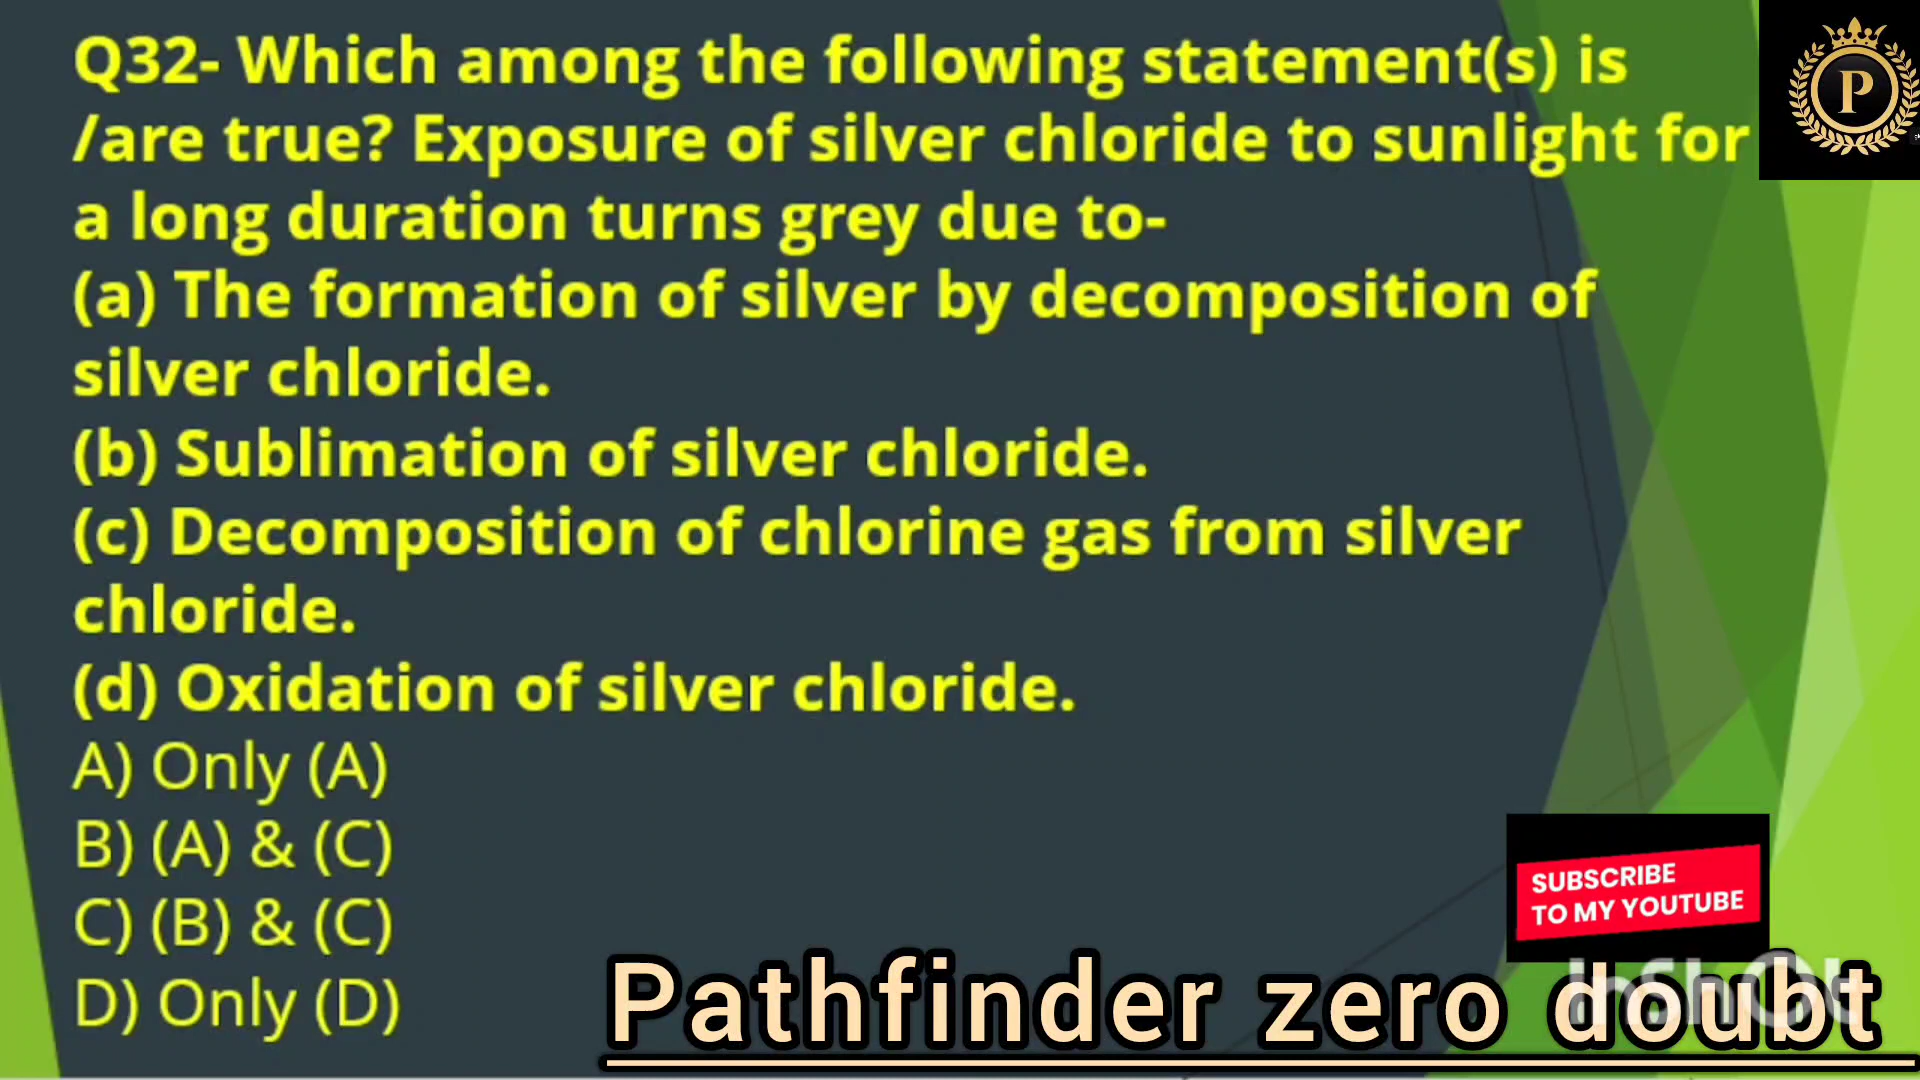 Q32- Which among the following statement(s) is
/are true? Exposure of silver chloride to sunlight for
a long duration turns grey due to-
(a) The formation of silver by decomposition of
silver chloride.
(b) Sublimation of silver chloride.
(c) Decomposition of chlorine gas from silver
chloride.
(d) Oxidation of silver chloride.
A) Only (A)
B) (A) & (C)
C) (B) & (C)
D) Only (D)
P
SUBSCRIBE
TO MY YOUTUBE
Pathfinder zero doubt